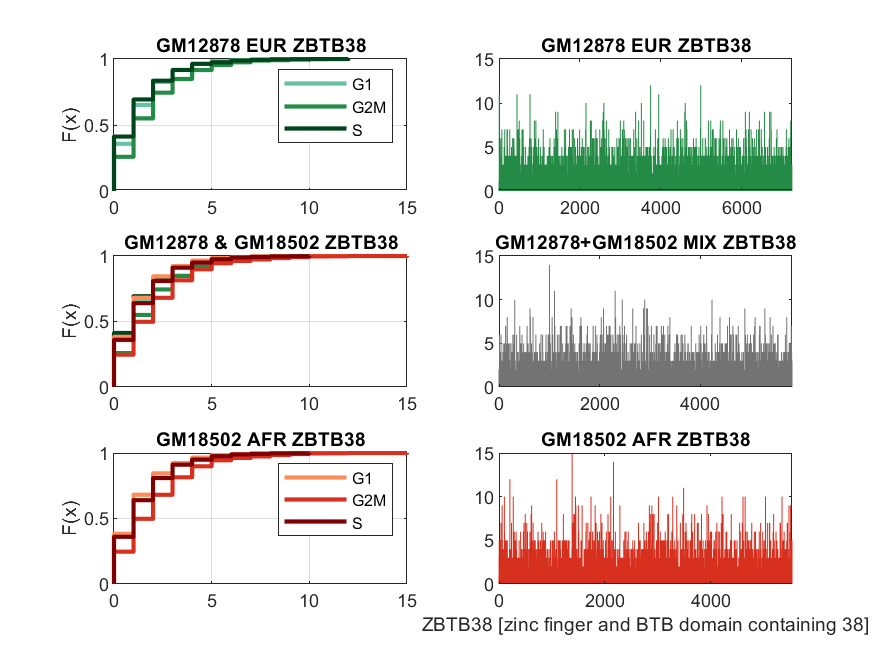 GM12878 EUR ZBTB38
F(x)
1
0.5
0
0 5 10 15
G1
G2M
S
GM12878 EUR ZBTB38
15
10
5
0
0 2000 4000 6000
GM12878 & GM18502 ZBTB38
F(x)
1
0.5
0
0 5 10 15
GM12878+GM18502 MIX ZBTB38
15
10
5
0
0 2000 4000
GM18502 AFR ZBTB38
F(x)
1
0.5
0
0 5 10 15
G1
G2M
S
GM18502 AFR ZBTB38
15
10
5
0
0 2000 4000
ZBTB38 [zinc finger and BTB domain containing 38]